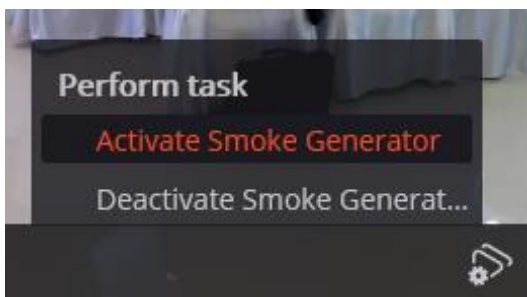 Perform task
Activate Smoke Generator
Deactivate Smoke Generat...